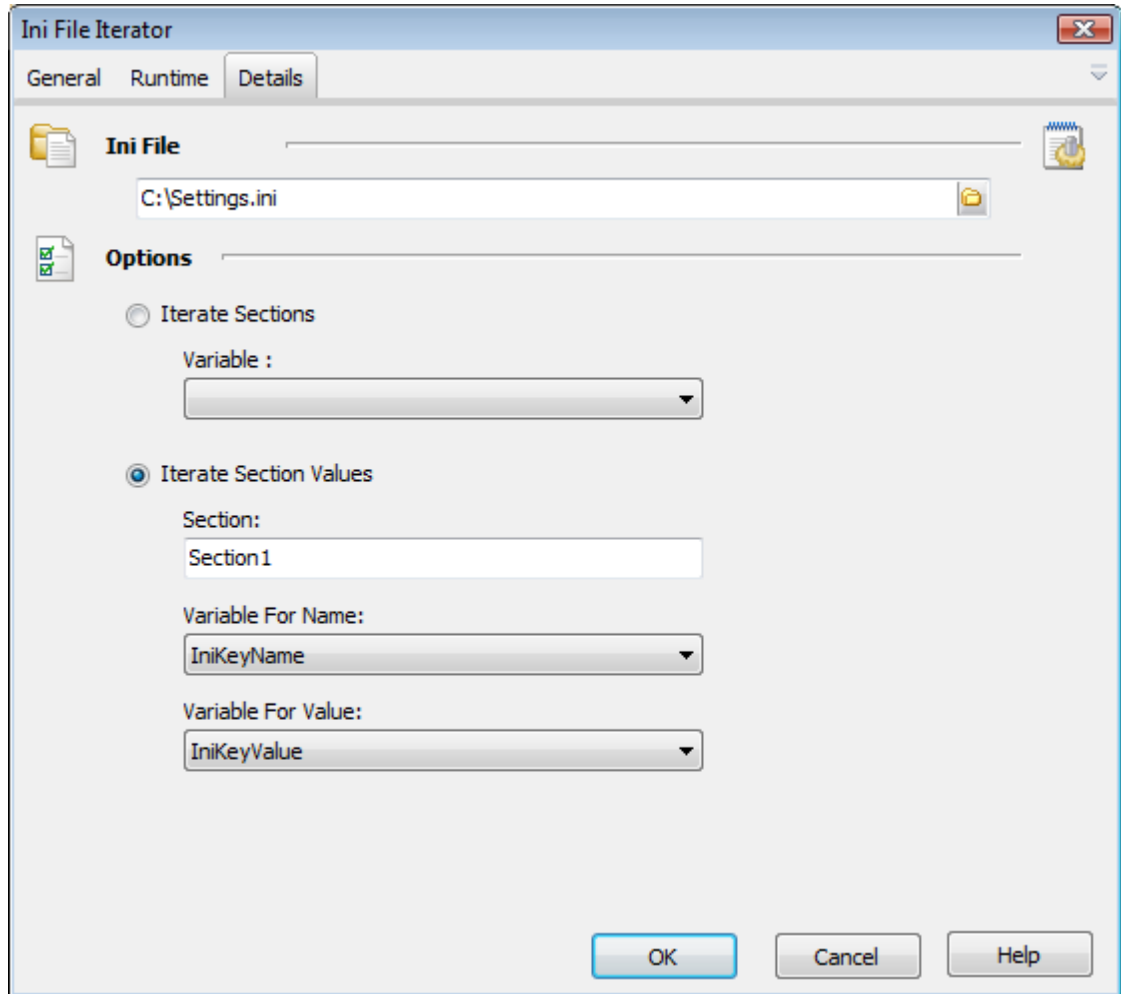 Ini File Iterator
General Runtime Details
Ini File
C:\Settings.ini
Options
Iterate Sections
Variable :
Iterate Section Values
Section:
Section1
Variable For Name:
IniKeyName
Variable For Value:
IniKeyValue
OK Cancel Help